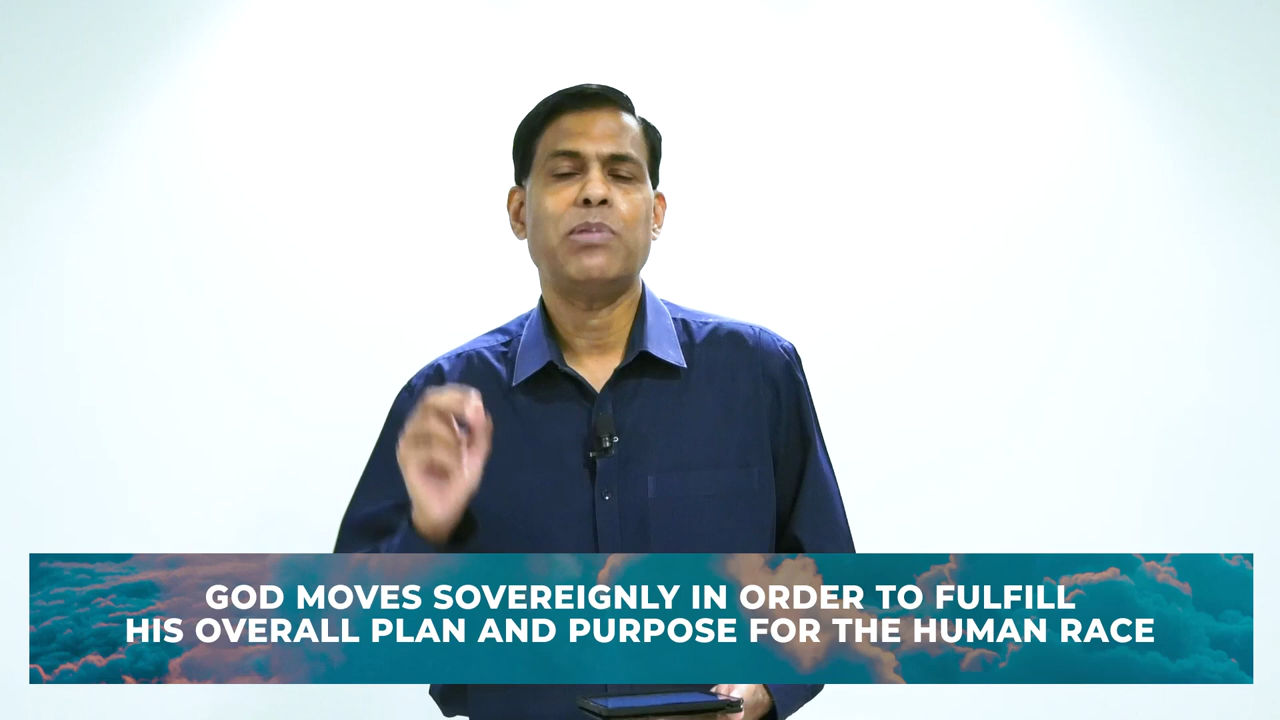 GOD MOVES SOVEREIGNLY IN ORDER TO FULFILL
HIS OVERALL PLAN AND PURPOSE FOR THE HUMAN RACE